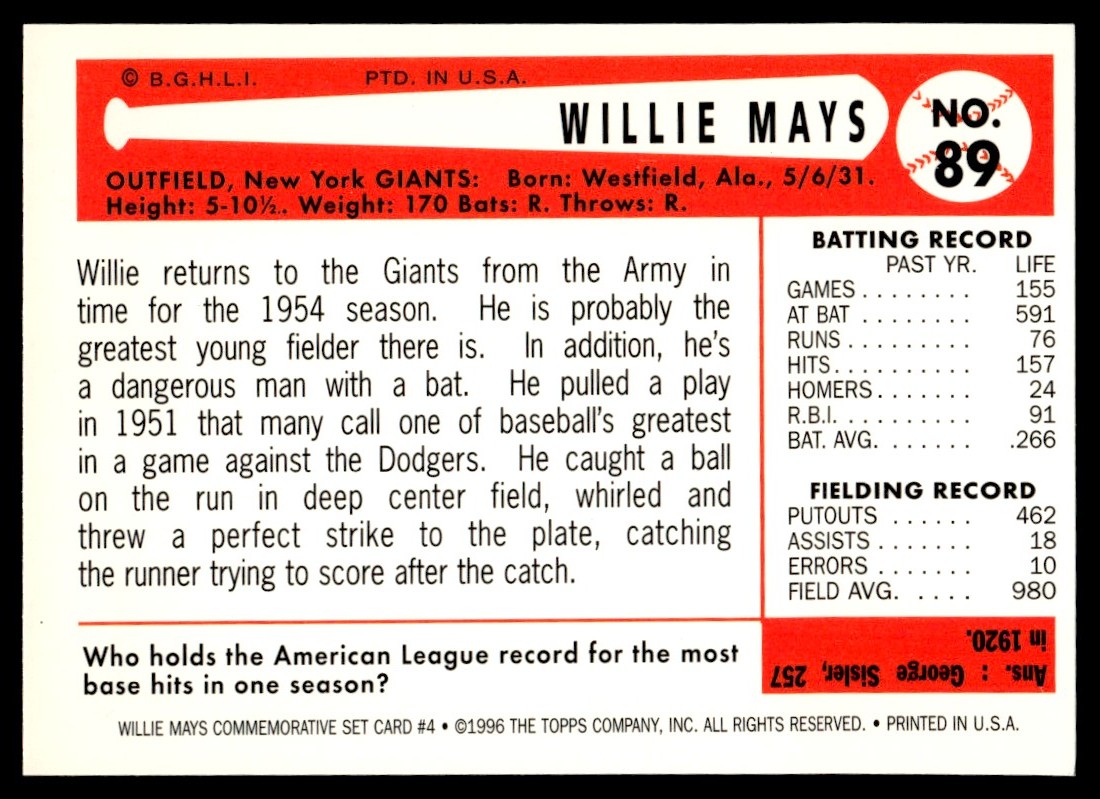 © B.G.H.L.I. PTD. IN U.S.A.
WILLIE MAYS
NO.
89
OUTFIELD, New York GIANTS: Born: Westfield, Ala., 5/6/31.
Height: 5-10½. Weight: 170 Bats: R. Throws: R.
Willie returns to the Giants from the Army in
time for the 1954 season. He is probably the
greatest young fielder there is. In addition, he's
a dangerous man with a bat. He pulled a play
in 1951 that many call one of baseball's greatest
in a game against the Dodgers. He caught a ball
on the run in deep center field, whirled and
threw a perfect strike to the plate, catching
the runner trying to score after the catch.
BATTING RECORD
PAST YR. LIFE
GAMES . . . . . . . . 155
AT BAT . . . . . . . . 591
RUNS . . . . . . . . . 76
HITS . . . . . . . . . . 157
HOMERS . . . . . . . 24
R.B.I. . . . . . . . . . 91
BAT. AVG. . . . . . . .266
FIELDING RECORD
PUTOUTS . . . . . . 462
ASSISTS . . . . . . . 18
ERRORS . . . . . . . 10
FIELD AVG. . . . . 980
Who holds the American League record for the most
base hits in one season?
Ans. : George Sisler, 257
in 1920.
WILLIE MAYS COMMEMORATIVE SET CARD #4 • ©1996 THE TOPPS COMPANY, INC. ALL RIGHTS RESERVED. • PRINTED IN U.S.A.